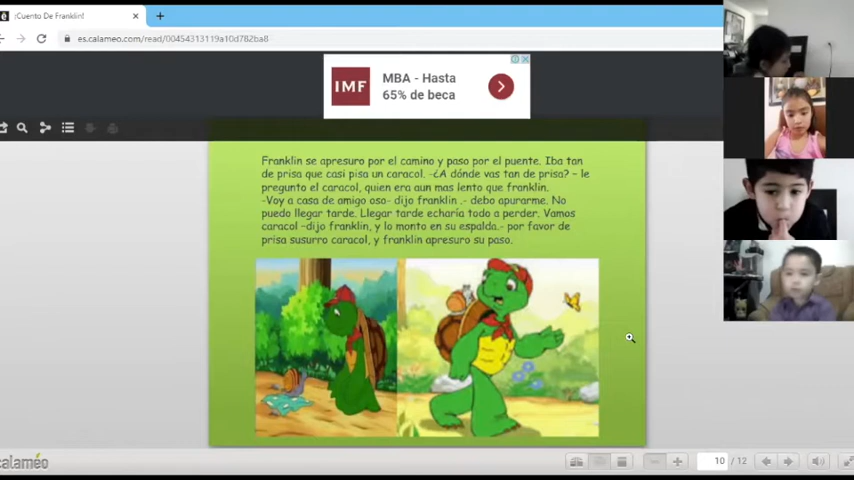 ¡Cuento De Franklin!
es.calameo.com/read/00454313119a10d782ba8
IMF
MBA - Hasta
65% de beca
Franklin se apresuro por el camino y paso por el puente. Iba tan
de prisa que casi pisa un caracol. -¿A dónde vas tan de prisa? – le
pregunto el caracol, quien era aun mas lento que franklin.
-Voy a casa de amigo oso- dijo franklin .- debo apurarme. No
puedo llegar tarde. Llegar tarde echaría todo a perder. Vamos
caracol –dijo franklin, y lo monto en su espalda.- por favor de
prisa susurro caracol, y franklin apresuro su paso.
calaméo
10 / 12